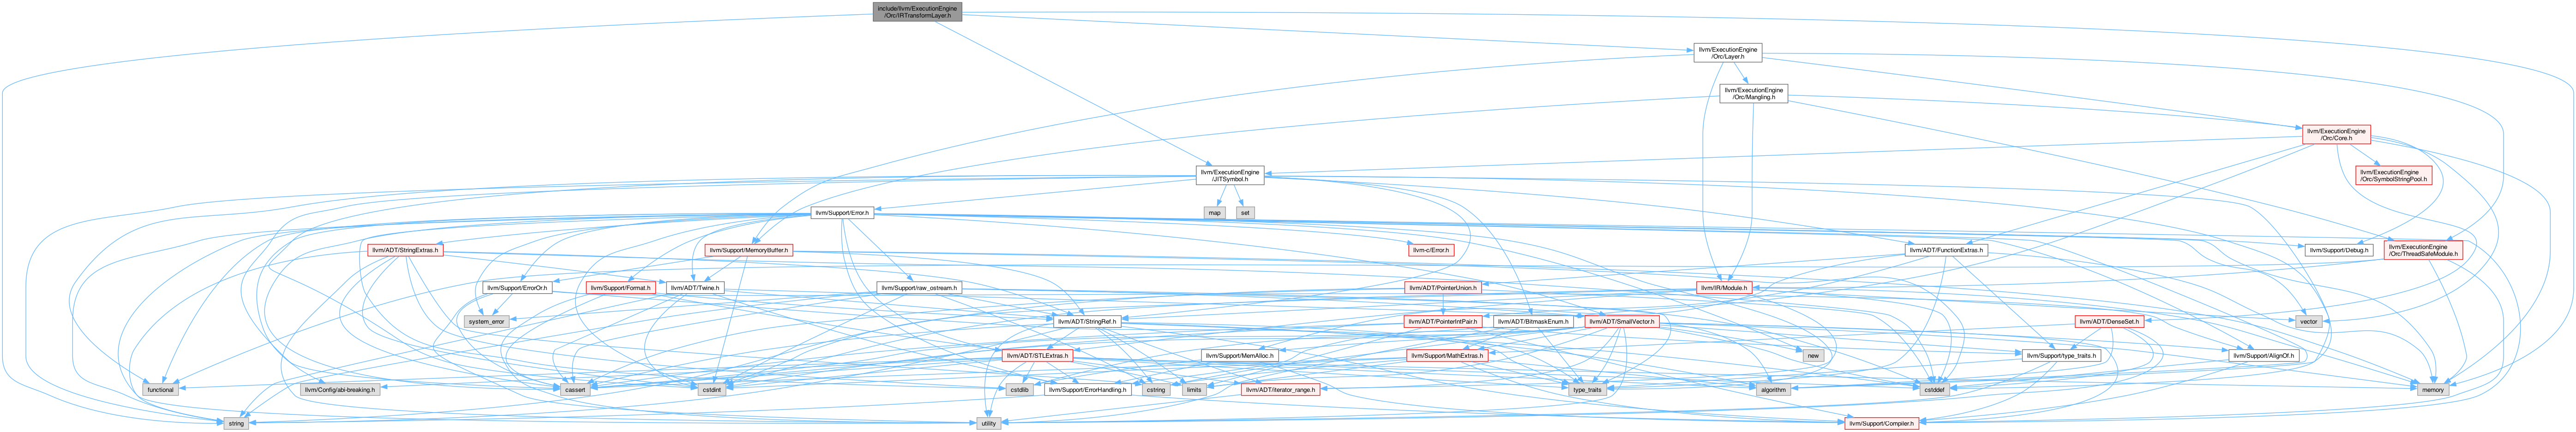 include/llvm/ExecutionEngine
/Orc/IRTransformLayer.h
llvm/ExecutionEngine
/Orc/Layer.h
llvm/ExecutionEngine
/Orc/Mangling.h
llvm/ExecutionEngine
/Orc/Core.h
llvm/ExecutionEngine
/JITSymbol.h
llvm/ExecutionEngine
/Orc/SymbolStringPool.h
map
set
llvm/Support/Error.h
llvm/ADT/StringExtras.h
llvm/Support/MemoryBuffer.h
llvm-c/Error.h
llvm/ADT/FunctionExtras.h
llvm/Support/Debug.h
llvm/ExecutionEngine
/Orc/ThreadSafeModule.h
llvm/Support/ErrorOr.h
llvm/Support/Format.h
llvm/ADT/Twine.h
llvm/Support/raw_ostream.h
llvm/ADT/PointerUnion.h
llvm/IR/Module.h
system_error
llvm/ADT/StringRef.h
llvm/ADT/PointerIntPair.h
llvm/ADT/BitmaskEnum.h
llvm/ADT/SmallVector.h
llvm/ADT/DenseSet.h
vector
llvm/ADT/STLExtras.h
llvm/Support/MemAlloc.h
llvm/Support/MathExtras.h
new
llvm/Support/type_traits.h
llvm/Support/AlignOf.h
functional
llvm/Config/abi-breaking.h
cassert
cstdint
cstdlib
llvm/Support/ErrorHandling.h
cstring
limits
llvm/ADT/iterator_range.h
type_traits
algorithm
cstddef
memory
string
utility
llvm/Support/Compiler.h